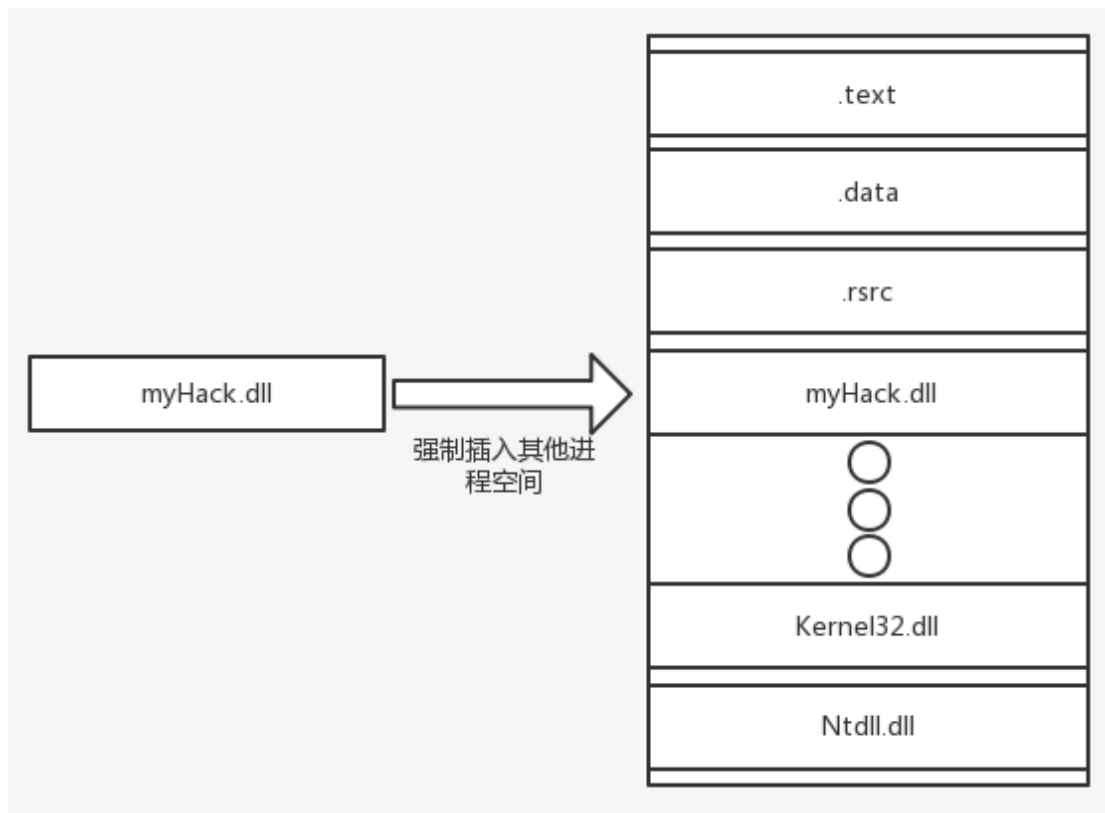 .text
.data
.rsrc
myHack.dll
myHack.dll
强制插入其他进
程空间
Kernel32.dll
Ntdll.dll